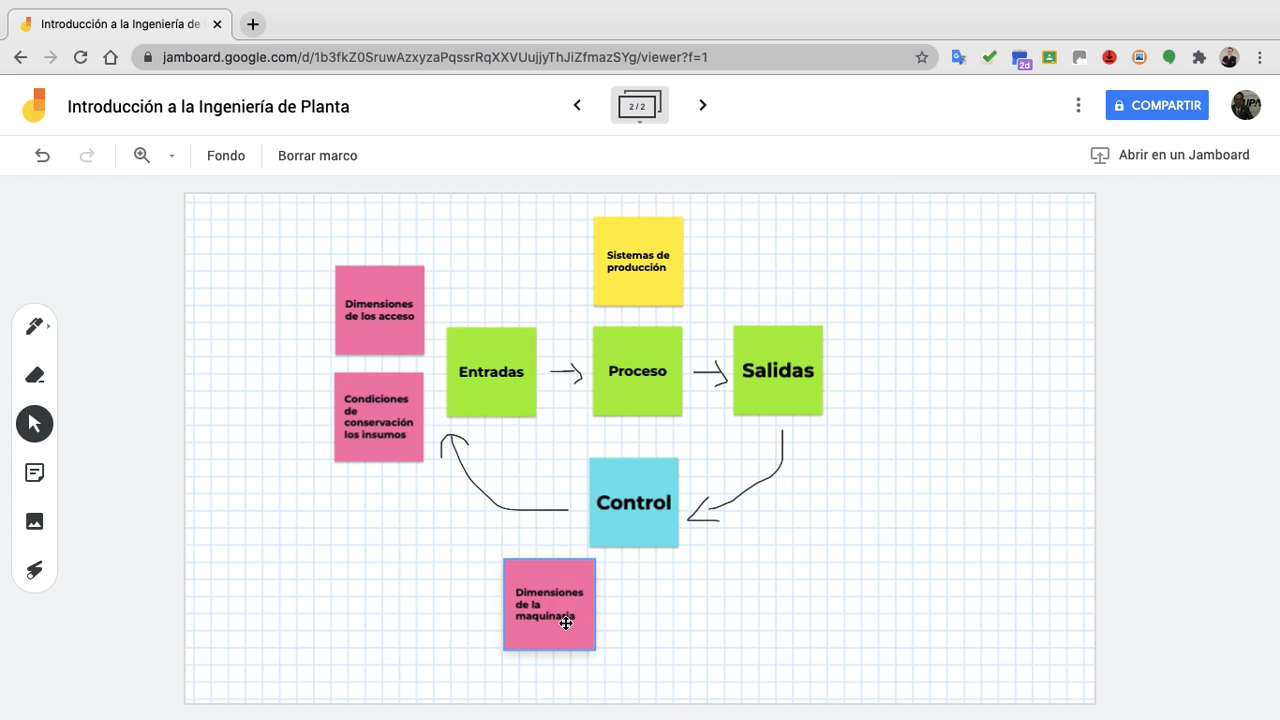 Introducción a la Ingeniería de
jamboard.google.com/d/1b3fkZ0SruwAzxyzaPqssrRqXXVUujjyThJiZfmazSYg/viewer?f=1
2d
Introducción a la Ingeniería de Planta
2/2
COMPARTIR
Fondo
Borrar marco
Abrir en un Jamboard
Sistemas de
producción
Dimensiones
de los acceso
Entradas
Proceso
Salidas
Condiciones
de
conservación
los insumos
Control
Dimensiones
de la
maquinaria